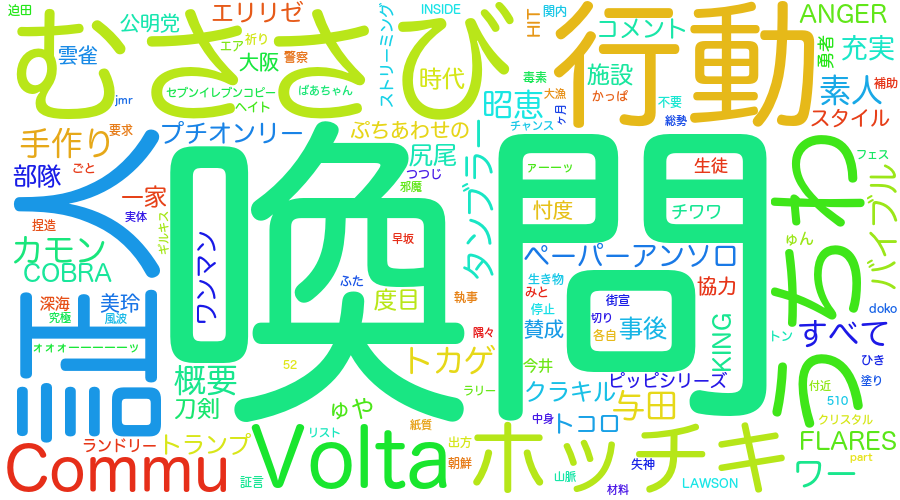 迫田
公明党
エリリゼ
ストリーミング
INSIDE
HIT
関内
コメント
ANGER
むささび
行動
雲雀
エア
祈り
大阪
警察
時代
毒素
施設
勇者
充実
jmr
セブンイレブンコピー
ばあちゃん
ヘイト
昭恵
大漁
かっぱ
不要
素人
補助
手作り
要求
プチオンリー
ぷちあわせの
チャンス
ヶ月
総勢
スタイル
証人
喚問
うちわ
尻尾
タンブラー
ァーーッ
生徒
フェス
部隊
ごと
つつじ
邪魔
一家
実体
捏造
ギルキス
ワンマン
早坂
忖度
チワワ
バイブル
カモン
COBRA
ペーパーアンソロ
ゅん
深海
究極
美玲
風波
ふた
度目
執事
生き物
みと
街宣
協力
停止
切り
doko
ォォォーーーーーッ
隅々
賛成
各自
事後
KING
トン
すべて
52
トカゲ
今井
ひき
概要
刀剣
ゅや
ラリー
クラキル
ピッピシリーズ
塗り
付近
与田
510
紙質
中身
トコロ
クリスタル
ランドリー
トランプ
Volta
リスト
出方
ホッチキ
FLARES
Commu
証言
朝鮮
山脈
失神
材料
LAWSON
part
ワー